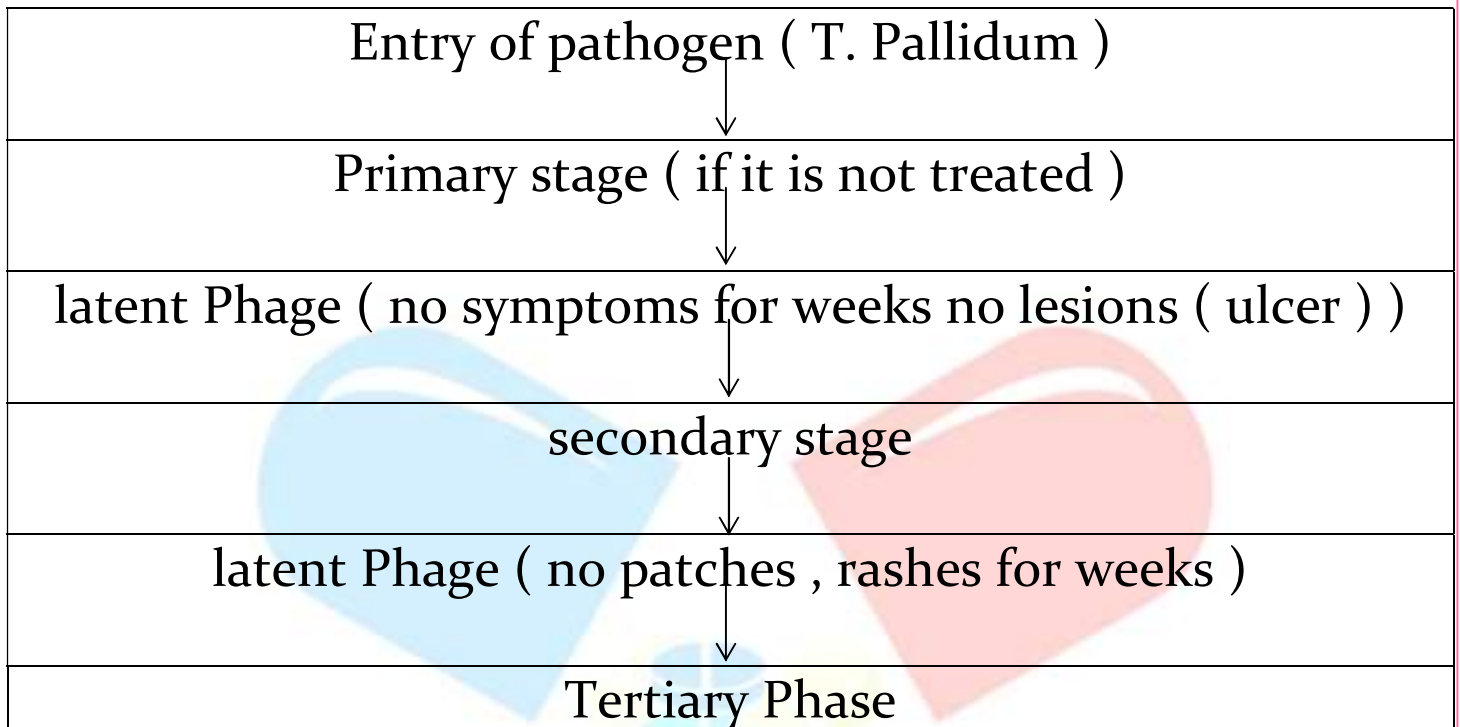 Entry of pathogen ( T. Pallidum )
Primary stage ( if it is not treated )
latent Phage ( no symptoms for weeks no lesions ( ulcer ) )
secondary stage
latent Phage ( no patches , rashes for weeks )
Tertiary Phase